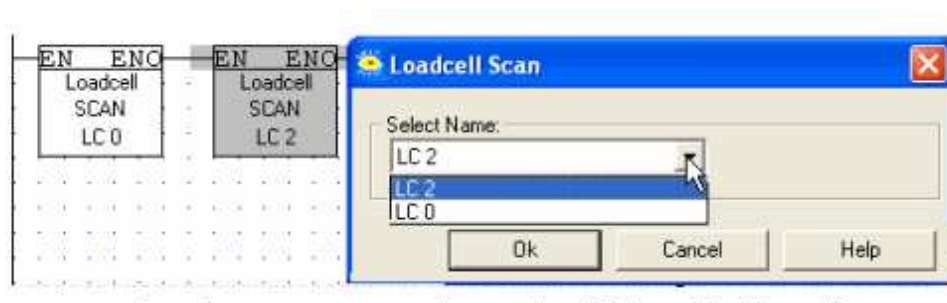 EN ENO
Loadcell
SCAN
LC 0
EN ENO
Loadcell
SCAN
LC 2
Loadcell Scan
Select Name:
LC 2
LC 2
LC 0
Ok
Cancel
Help